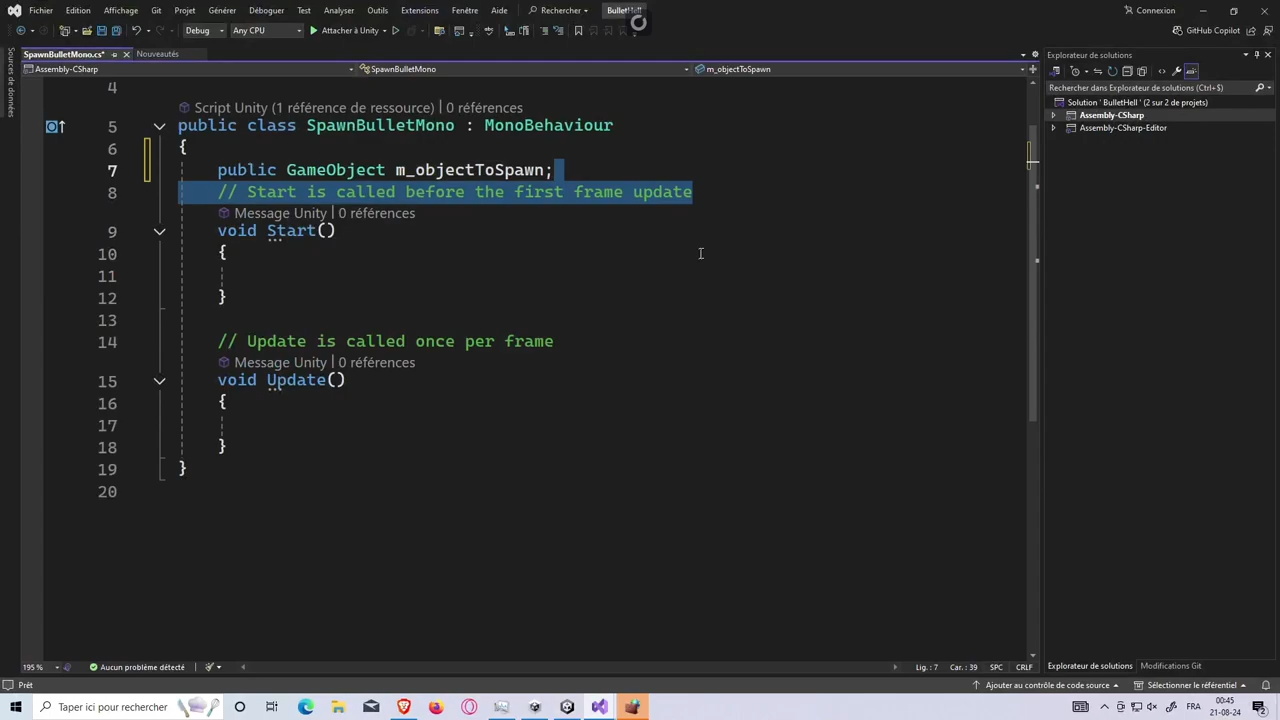 Fichier Edition Affichage Git Projet Générer Déboguer Test Analyser Outils Extensions Fenêtre Aide Rechercher BulletHell Connexion
Debug Any CPU Attacher à Unity GitHub Copilot
SpawnBulletMono.cs* Nouveautés Explorateur de solutions
Assembly-CSharp SpawnBulletMono m_objectToSpawn
Rechercher dans Explorateur de solutions (Ctrl+$)
Solution 'BulletHell' (2 sur 2 de projets)
Assembly-CSharp
Assembly-CSharp-Editor
Sources de données
4
Script Unity (1 référence de ressource) | 0 références
5 public class SpawnBulletMono : MonoBehaviour
6 {
7 public GameObject m_objectToSpawn;
8 // Start is called before the first frame update
Message Unity | 0 références
9 void Start()
10 {
11
12 }
13
14 // Update is called once per frame
Message Unity | 0 références
15 void Update()
16 {
17
18 }
19 }
20
195 % Aucun problème détecté Lig. : 7 Car. : 39 SPC CRLF
Explorateur de solutions Modifications Git
Prêt Ajouter au contrôle de code source Sélectionner le référentiel
Taper ici pour rechercher FRA 00:45
21-08-24 2